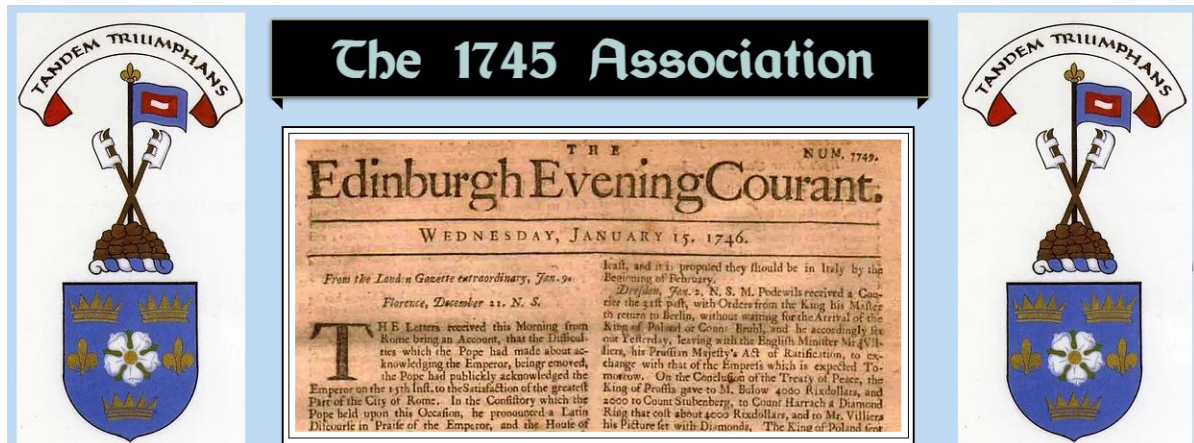 TANDEM TRIUMPHANS
The 1745 Association
TANDEM TRIUMPHANS
THE
NUM. 7749.
Edinburgh Evening Courant.
WEDNESDAY, JANUARY 15, 1746.
From the London Gazette extraordinary, Jan. 9.
Florence, December 21. N. S.
THE Letters received this Morning from
Rome bring an Account, that the Difficul-
ties which the Pope had made about ac-
knowledging the Emperor, being removed,
the Pope had publickly acknowledged the
Emperor on the 15th Inst. to the Satisfaction of the greatest
Part of the City of Rome. In the Consistory which the
Pope held upon this Occasion, he pronounced a Latin
Discourse in Praise of the Emperor, and the House of
least, and it is proposed they should be in Italy by the
Beginning of February.
Dresden, Jan. 2, N. S. M. Podewils received a Cou-
rier the 31st past, with Orders from the King his Master
to return to Berlin, without waiting for the Arrival of the
King of Poland or Count Bruhl, and he accordingly set
out Yesterday, leaving with the English Minister Mr. Vil-
liers, his Prussian Majesty's Act of Ratification, to ex-
change with that of the Empress which is expected To-
morrow. On the Conclusion of the Treaty of Peace, the
King of Prussia gave to M. Bulow 4000 Rixdollars, and
2000 to Count Stubenberg, to Count Harrach a Diamond
Ring that cost about 4000 Rixdollars, and to Mr. Villiers
his Picture set with Diamonds. The King of Poland sent